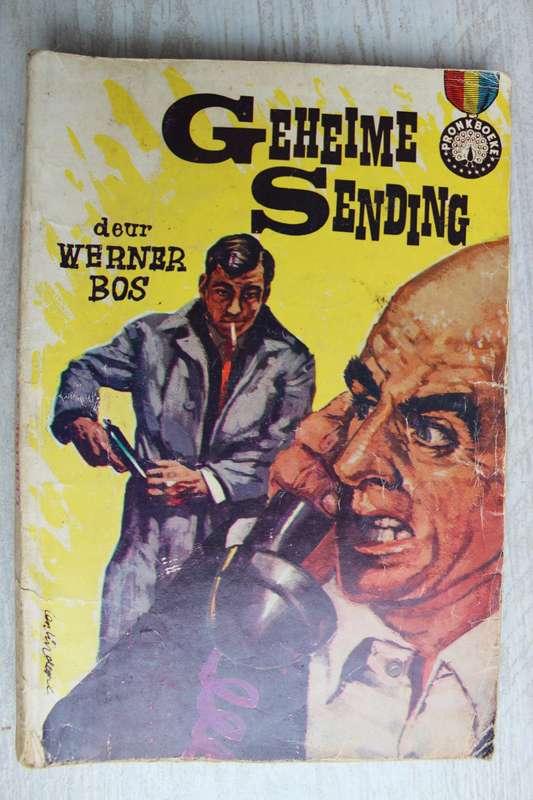 GEHEIME
SENDING
PRONKBOEKE
deur
WERNER
BOS